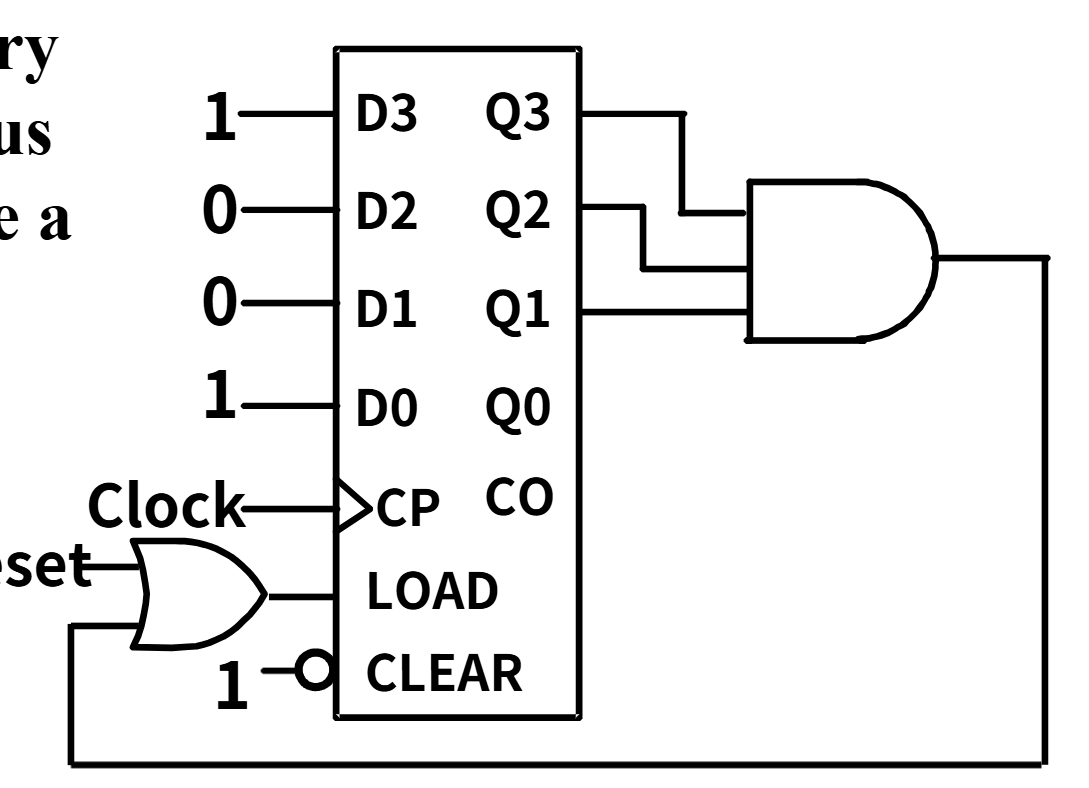 ry
us
e a
1 D3 Q3
0 D2 Q2
0 D1 Q1
1 D0 Q0
Clock CP CO
eset LOAD
1 CLEAR